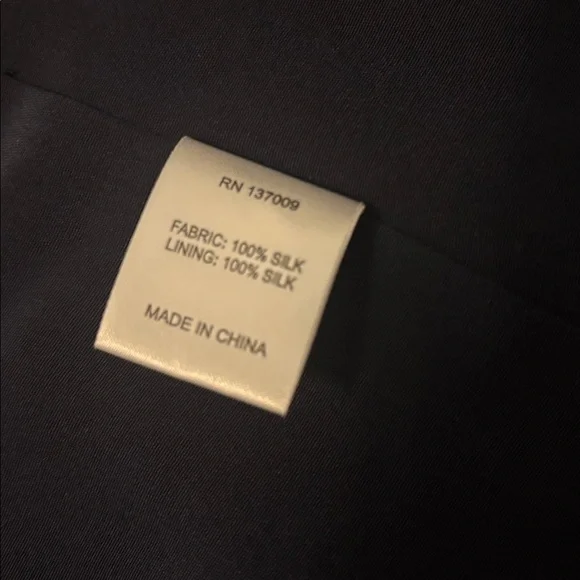 RN 137009
FABRIC: 100% SILK
LINING: 100% SILK
MADE IN CHINA